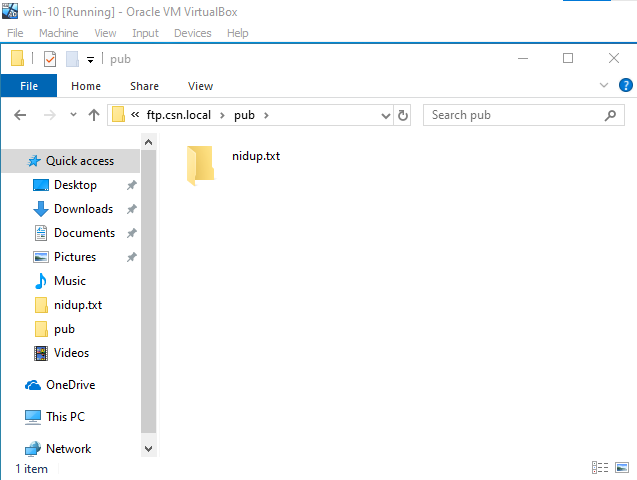 win-10 [Running] - Oracle VM VirtualBox
File Machine View Input Devices Help
pub
File Home Share View
« ftp.csn.local › pub › Search pub
Quick access
nidup.txt
Desktop
Downloads
Documents
Pictures
Music
nidup.txt
pub
Videos
OneDrive
This PC
Network
1 item